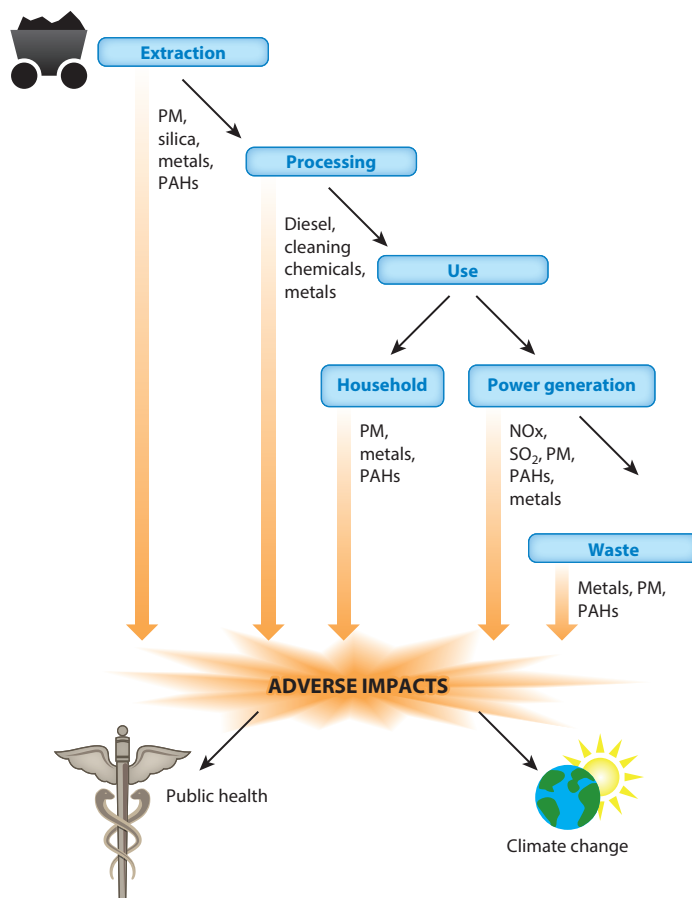 Extraction
PM,
silica,
metals,
PAHs
Processing
Diesel,
cleaning
chemicals,
metals
Use
Household
Power generation
PM,
metals,
PAHs
NOx,
SO₂, PM,
PAHs,
metals
Waste
Metals, PM,
PAHs
ADVERSE IMPACTS
Public health
Climate change